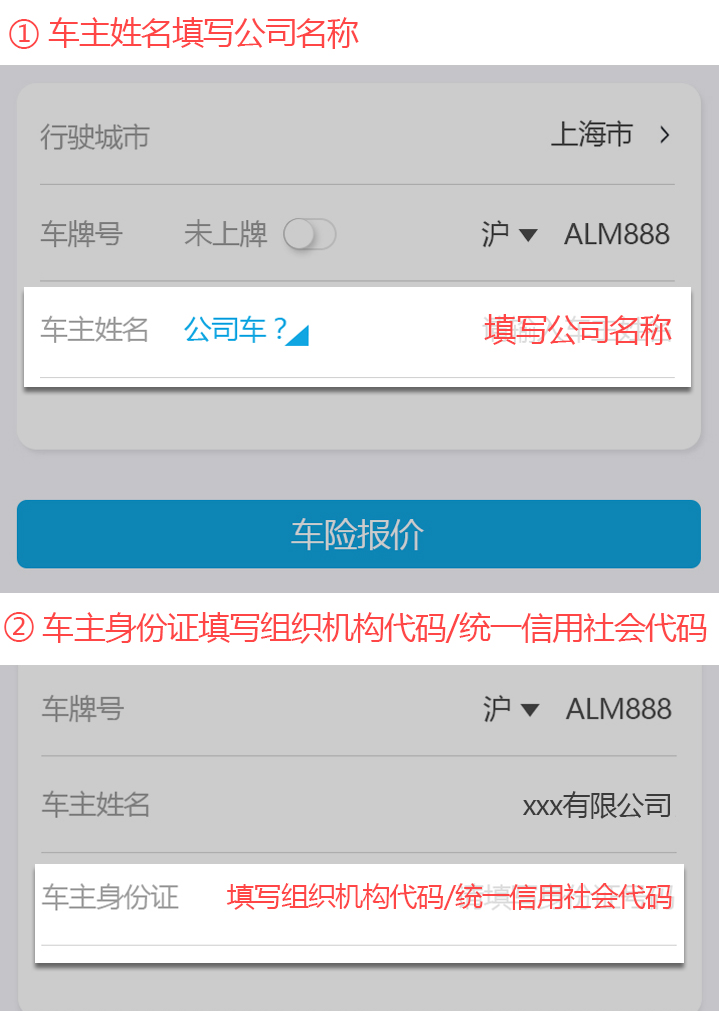 ① 车主姓名填写公司名称
行驶城市 上海市 >
车牌号 未上牌 沪 ALM888
车主姓名 公司车？ 填写公司名称
车险报价
② 车主身份证填写组织机构代码/统一信用社会代码
车牌号 沪 ALM888
车主姓名 xxx有限公司
车主身份证 填写组织机构代码/统一信用社会代码